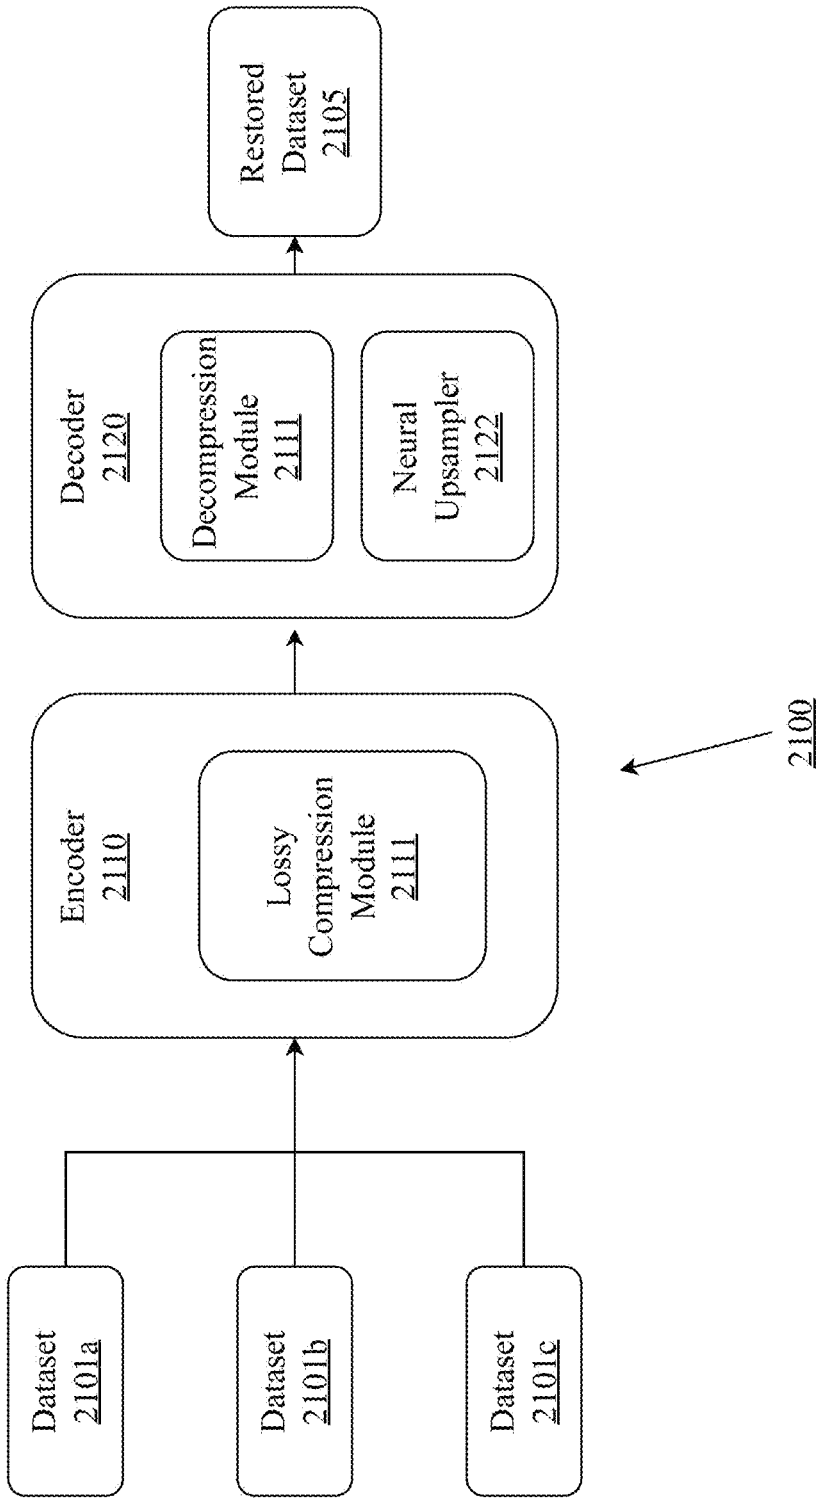 Dataset
2101a
Dataset
2101b
Dataset
2101c
Encoder
2110
Lossy
Compression
Module
2111
Decoder
2120
Decompression
Module
2111
Neural
Upsampler
2122
Restored
Dataset
2105
2100